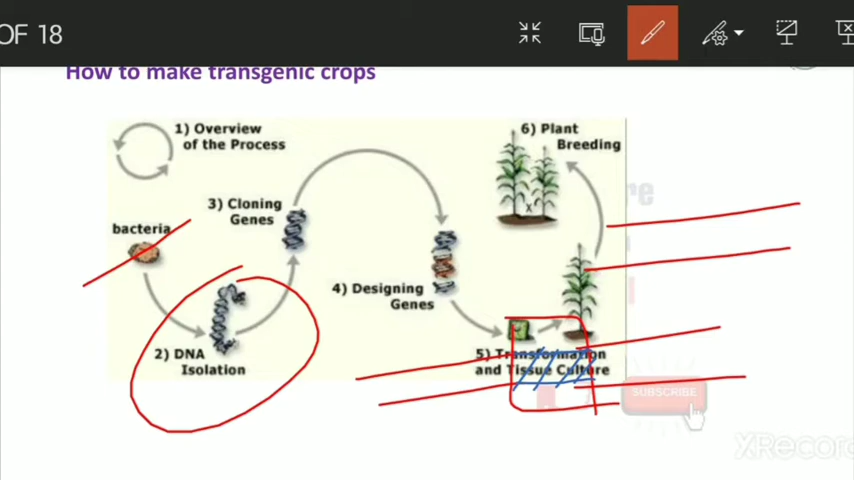 OF 18
How to make transgenic crops
1) Overview
of the Process
6) Plant
Breeding
3) Cloning
Genes
bacteria
4) Designing
Genes
2) DNA
Isolation
5) Transformation
and Tissue Culture
SUBSCRIBE
XRecor